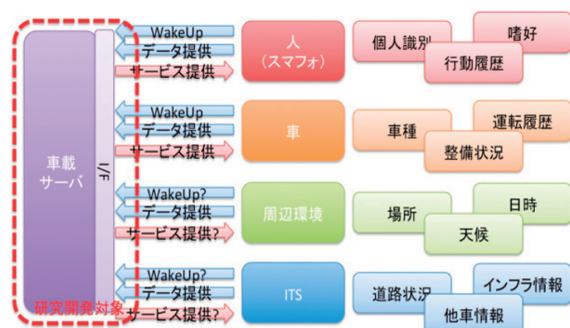 車載
サーバ
I/F
研究開発対象
WakeUp
データ提供
サービス提供
人
(スマフォ)
個人識別
嗜好
行動履歴
WakeUp
データ提供
サービス提供
車
車種
運転履歴
整備状況
WakeUp?
データ提供
サービス提供?
周辺環境
場所
日時
天候
WakeUp?
データ提供
サービス提供?
ITS
道路状況
インフラ情報
他車情報